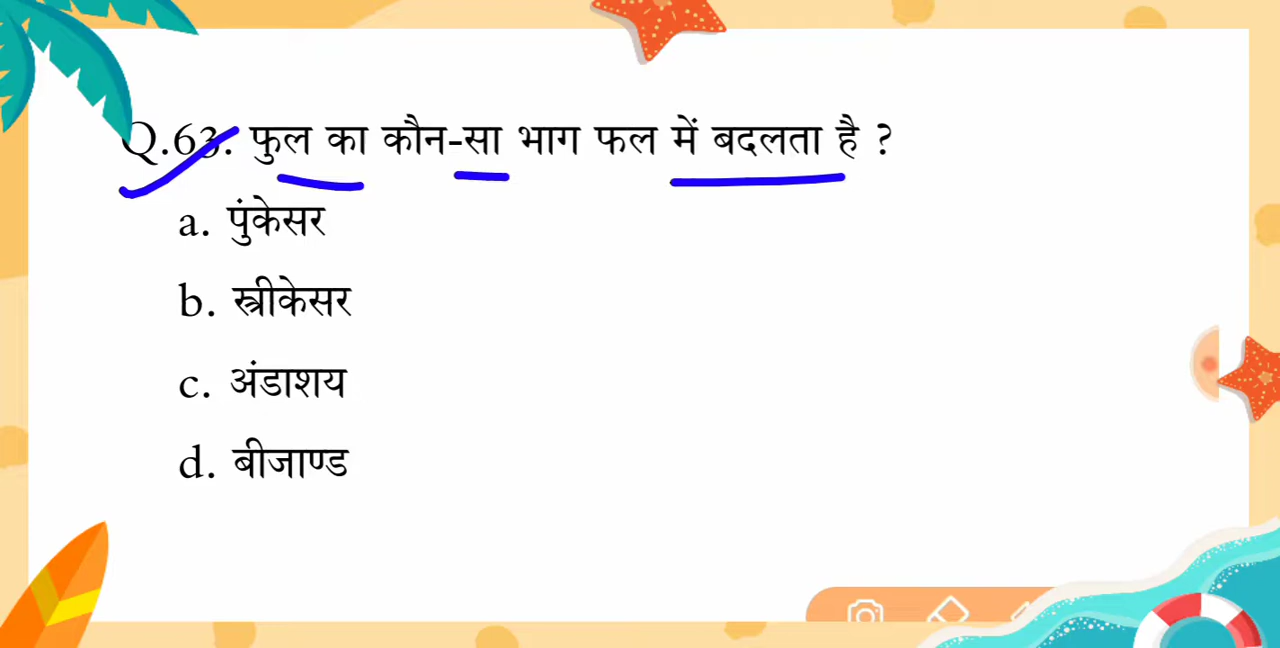 Q.63. फुल का कौन-सा भाग फल में बदलता है ?
a. पुंकेसर
b. स्त्रीकेसर
c. अंडाशय
d. बीजाण्ड